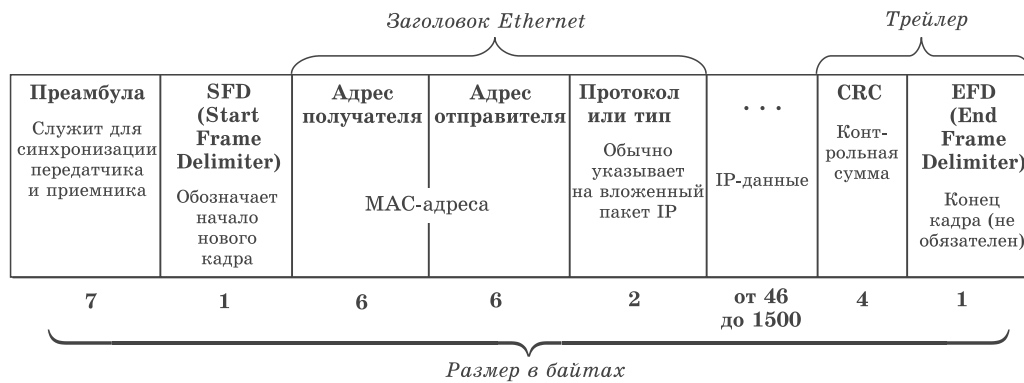 Заголовок Ethernet
Трейлер
Преамбула
Служит для
синхронизации
передатчика
и приемника
SFD
(Start
Frame
Delimiter)
Обозначает
начало
нового
кадра
Адрес
получателя
Адрес
отправителя
MAC-адреса
Протокол
или тип
Обычно
указывает
на вложенный
пакет IP
. . .
IP-данные
CRC
Конт-
рольная
сумма
EFD
(End
Frame
Delimiter)
Конец
кадра (не
обязателен)
7
1
6
6
2
от 46
до 1500
4
1
Размер в байтах